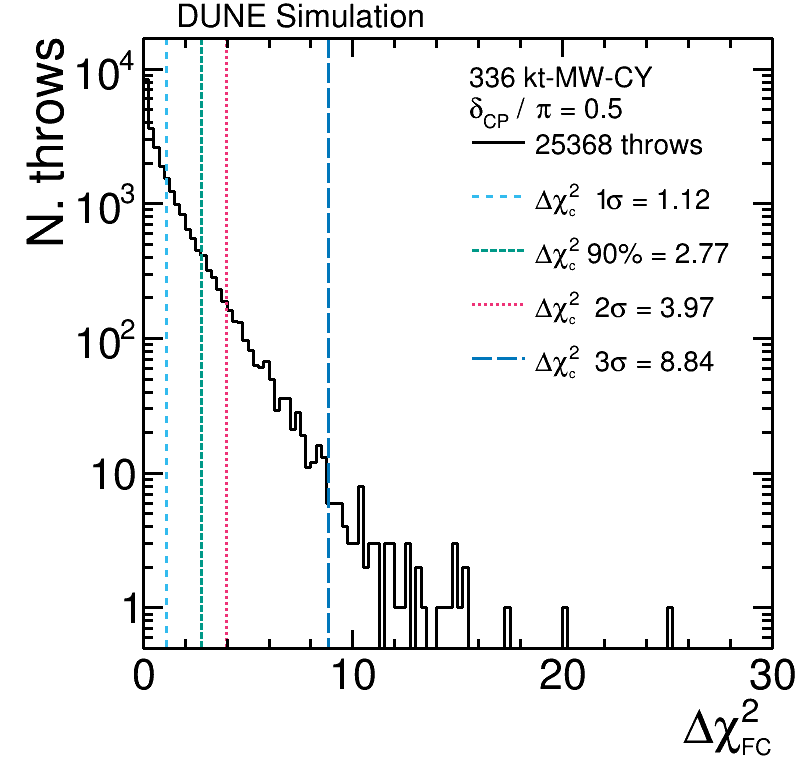 DUNE Simulation
N. throws
10⁴
10³
10²
10
1
336 kt-MW-CY
δ_CP / π = 0.5
25368 throws
Δχ²_c 1σ = 1.12
Δχ²_c 90% = 2.77
Δχ²_c 2σ = 3.97
Δχ²_c 3σ = 8.84
0 10 20 30
Δχ²_FC